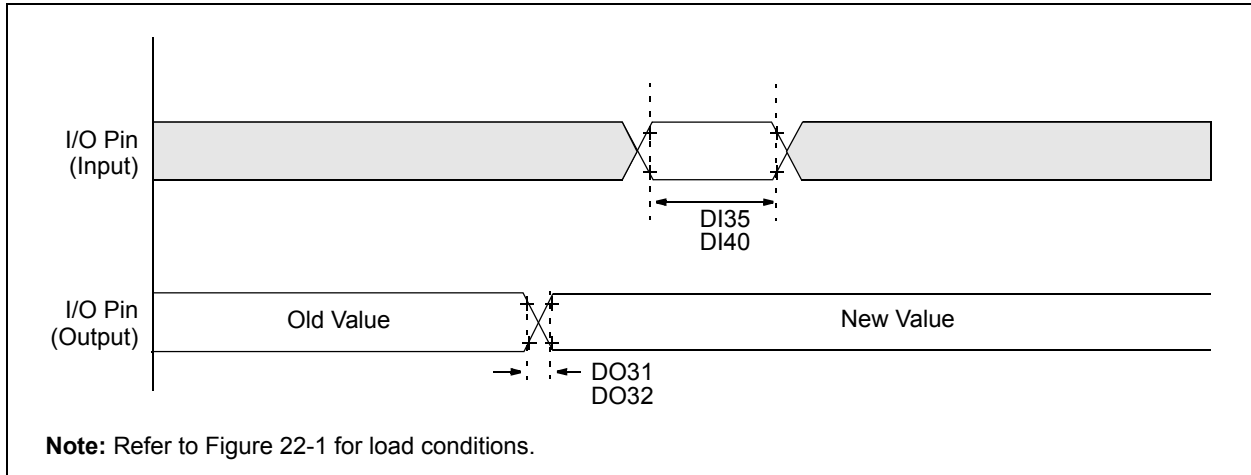 I/O Pin
(Input)
DI35
DI40
I/O Pin
(Output)
Old Value
New Value
DO31
DO32
Note: Refer to Figure 22-1 for load conditions.